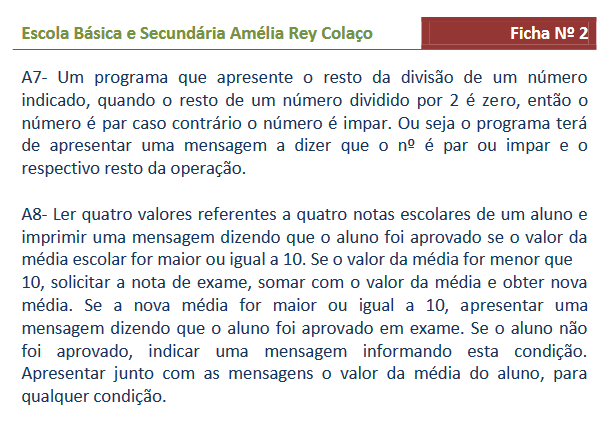 Escola Básica e Secundária Amélia Rey Colaço Ficha Nº 2
A7- Um programa que apresente o resto da divisão de um número
indicado, quando o resto de um número dividido por 2 é zero, então o
número é par caso contrário o número é impar. Ou seja o programa terá
de apresentar uma mensagem a dizer que o nº é par ou impar e o
respectivo resto da operação.
A8- Ler quatro valores referentes a quatro notas escolares de um aluno e
imprimir uma mensagem dizendo que o aluno foi aprovado se o valor da
média escolar for maior ou igual a 10. Se o valor da média for menor que
10, solicitar a nota de exame, somar com o valor da média e obter nova
média. Se a nova média for maior ou igual a 10, apresentar uma
mensagem dizendo que o aluno foi aprovado em exame. Se o aluno não
foi aprovado, indicar uma mensagem informando esta condição.
Apresentar junto com as mensagens o valor da média do aluno, para
qualquer condição.